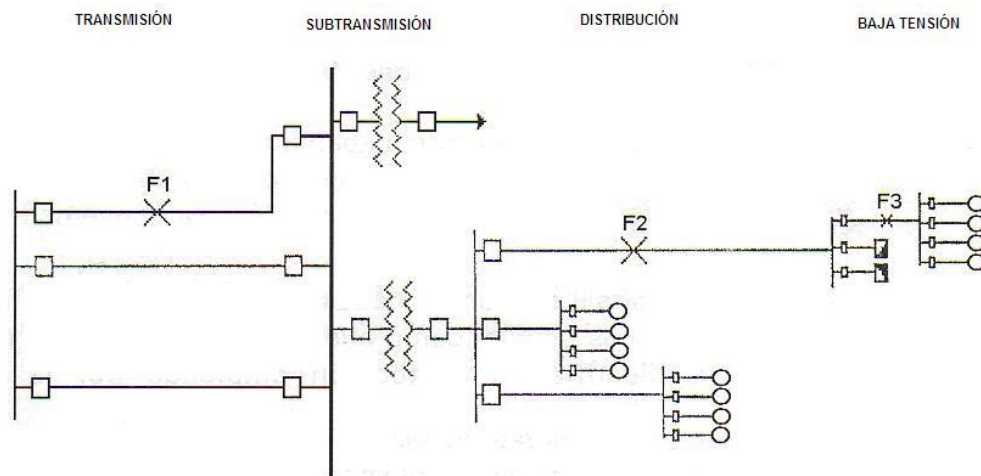 TRANSMISIÓN
SUBTRANSMISIÓN
DISTRIBUCIÓN
BAJA TENSIÓN
F1
F2
F3